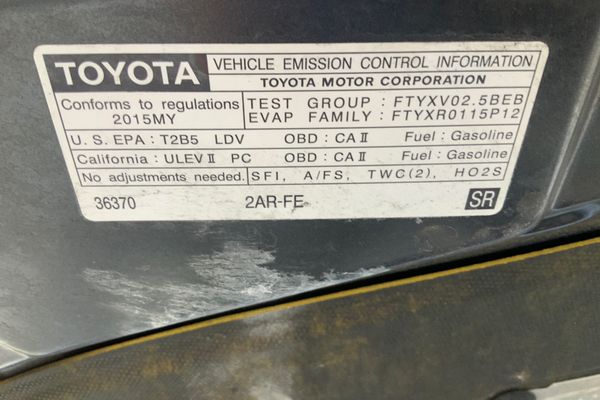 TOYOTA VEHICLE EMISSION CONTROL INFORMATION
TOYOTA MOTOR CORPORATION
Conforms to regulations
2015MY
TEST GROUP : FTYXV02.5BEB
EVAP FAMILY : FTYXR0115P12
U. S. EPA : T2B5 LDV OBD : CA II Fuel : Gasoline
California : ULEV II PC OBD : CA II Fuel : Gasoline
No adjustments needed. SFI, A/FS, TWC(2), HO2S
36370 2AR-FE SR